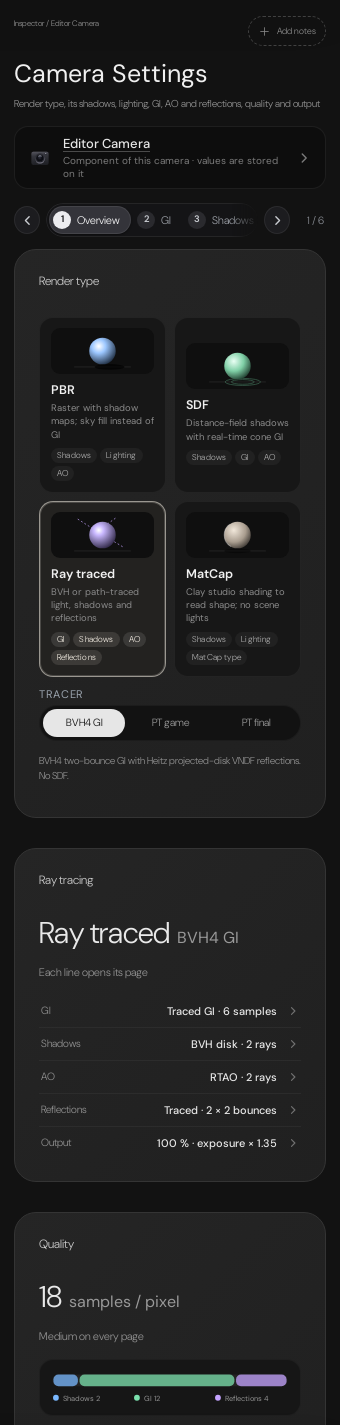 Inspector / Editor Camera
+ Add notes
Camera Settings
Render type, its shadows, lighting, GI, AO and reflections, quality and output
Editor Camera
Component of this camera · values are stored
on it
1 Overview 2 GI 3 Shadows 1 / 6
Render type
PBR
Raster with shadow
maps; sky fill instead of
GI
Shadows Lighting
AO
SDF
Distance-field shadows
with real-time cone GI
Shadows GI AO
Ray traced
BVH or path-traced
light, shadows and
reflections
GI Shadows AO
Reflections
MatCap
Clay studio shading to
read shape; no scene
lights
Shadows Lighting
MatCap type
TRACER
BVH4 GI PT game PT final
BVH4 two-bounce GI with Heitz projected-disk VNDF reflections.
No SDF.
Ray tracing
Ray traced BVH4 GI
Each line opens its page
GI Traced GI · 6 samples
Shadows BVH disk · 2 rays
AO RTAO · 2 rays
Reflections Traced · 2 × 2 bounces
Output 100 % · exposure × 1.35
Quality
18 samples / pixel
Medium on every page
Shadows 2 GI 12 Reflections 4